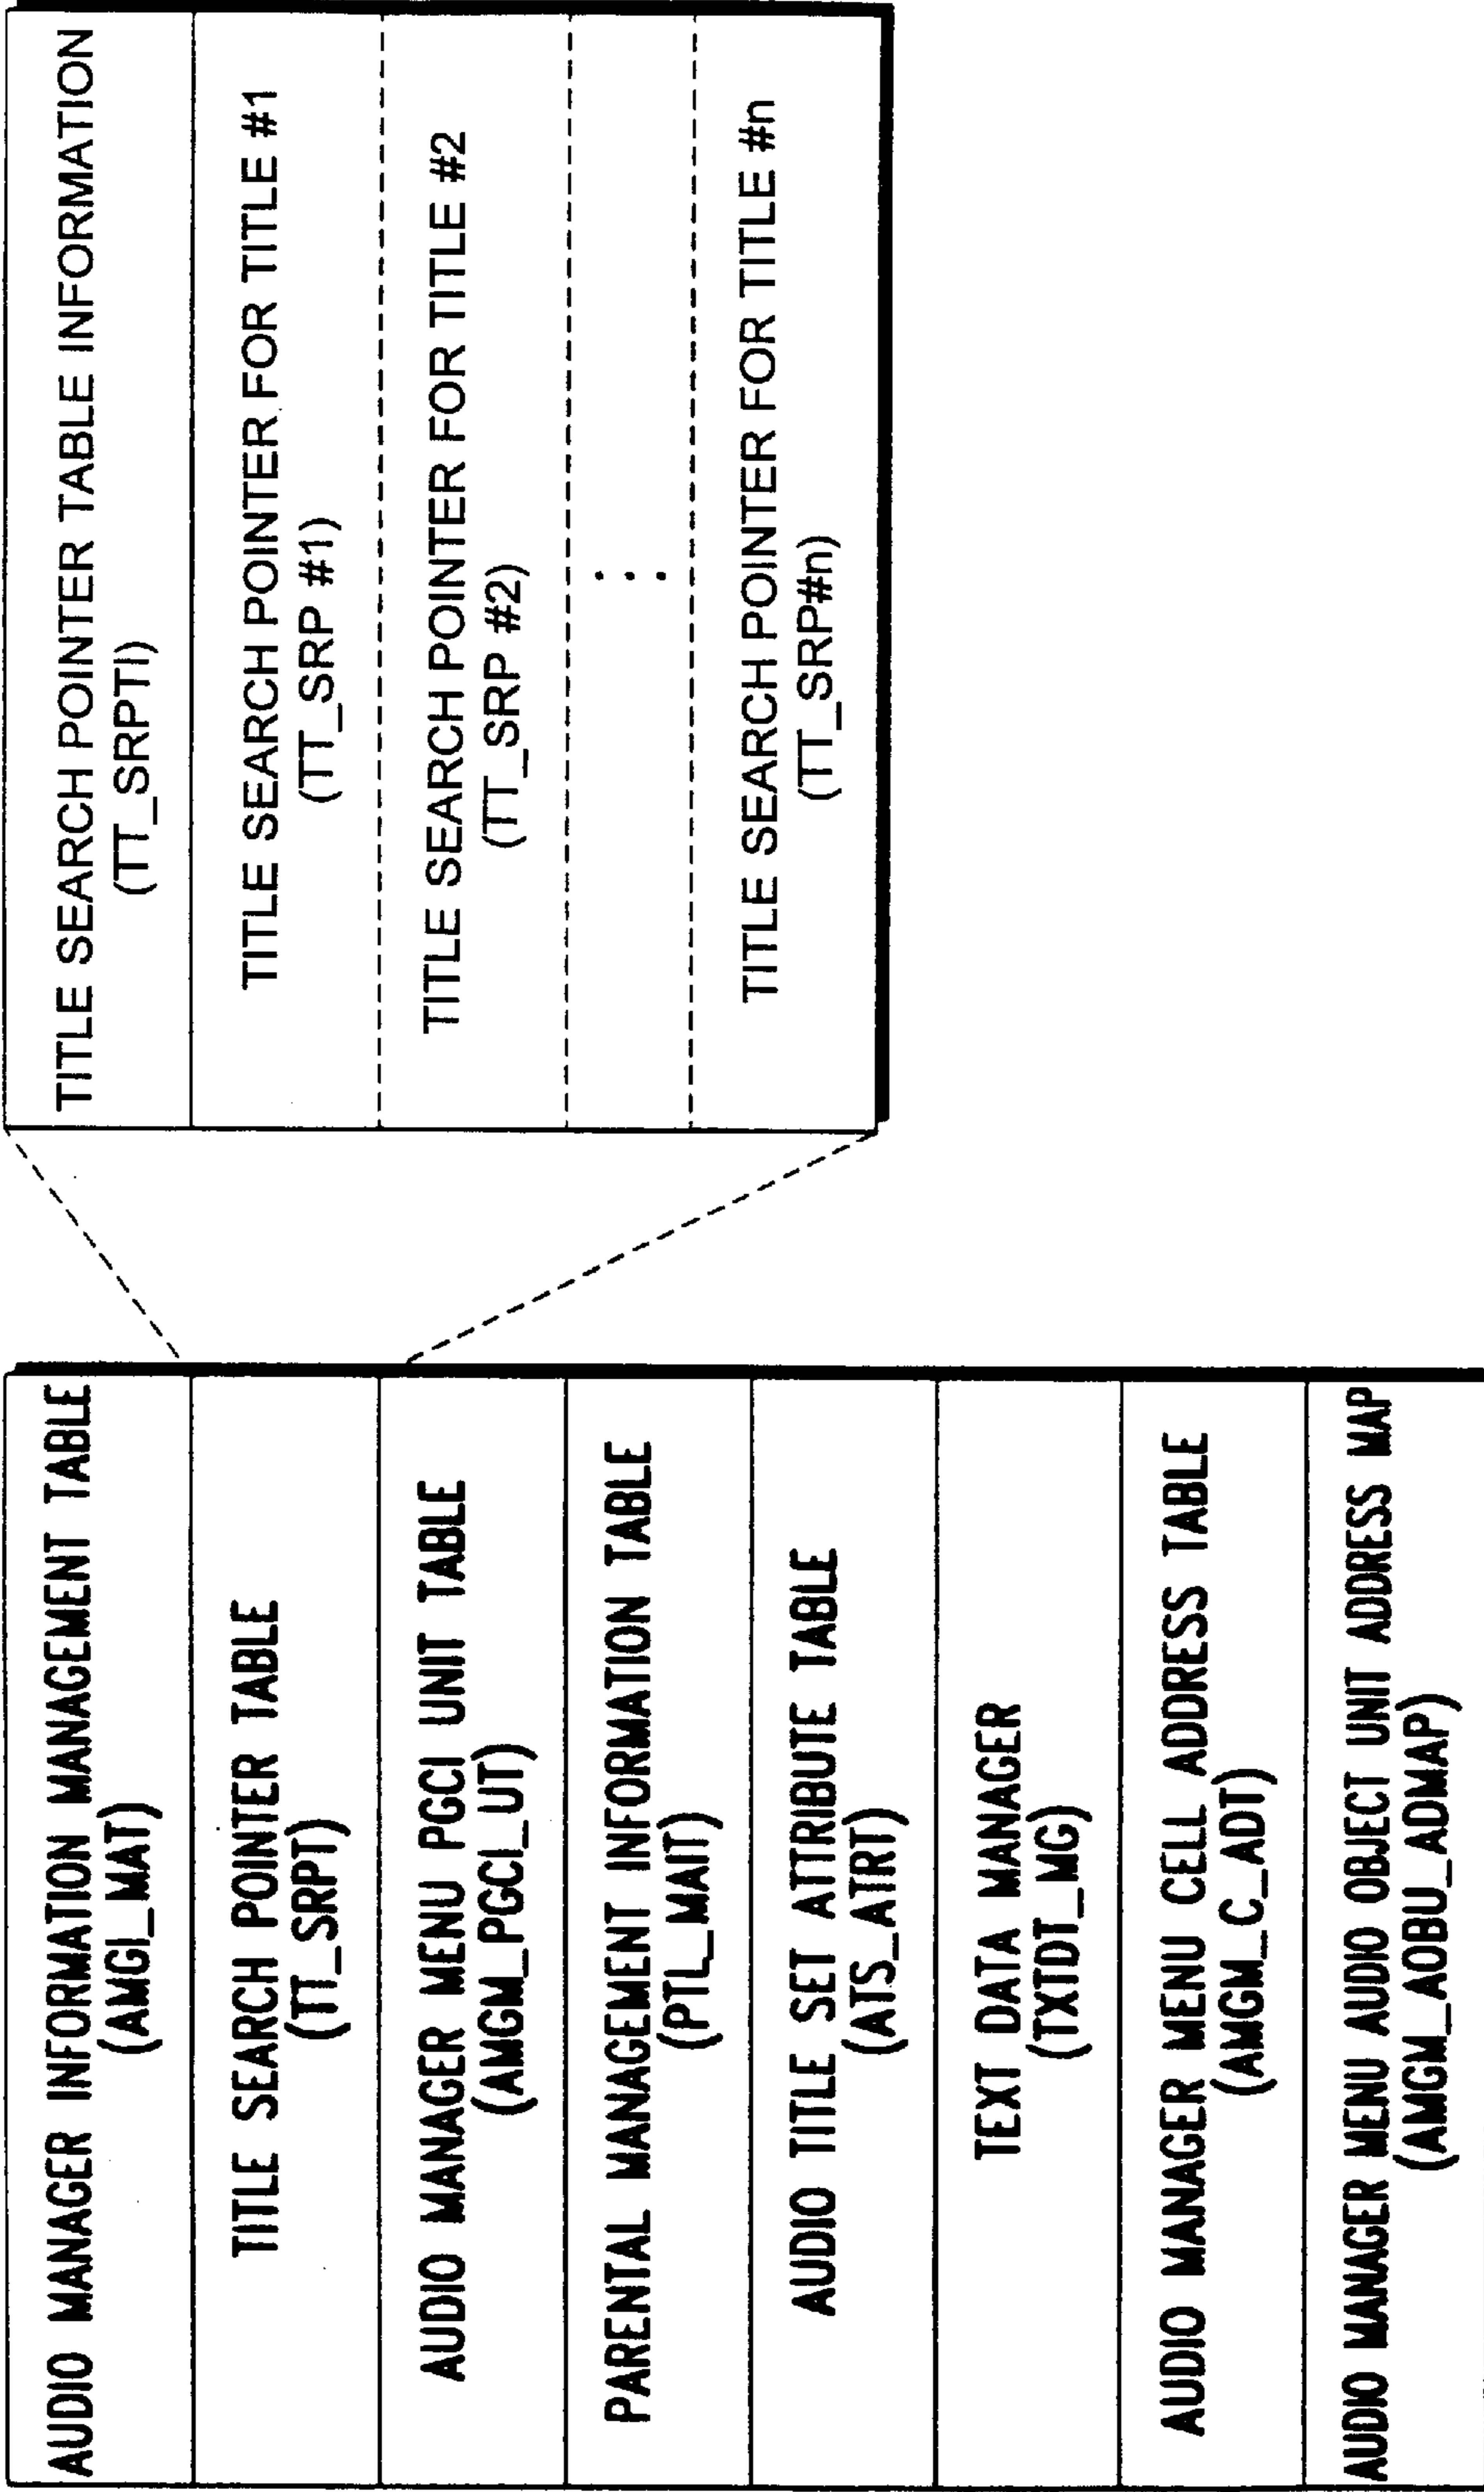 AUDIO MANAGER INFORMATION MANAGEMENT TABLE
(AMGI_MAT)
TITLE SEARCH POINTER TABLE
(TT_SRPT)
AUDIO MANAGER MENU PGCI UNIT TABLE
(AMGM_PGCI_UT)
PARENTAL MANAGEMENT INFORMATION TABLE
(PTL_MAIT)
AUDIO TITLE SET ATTRIBUTE TABLE
(ATS_ATRT)
TEXT DATA MANAGER
(TXTDT_MG)
AUDIO MANAGER MENU CELL ADDRESS TABLE
(AMGM_C_ADT)
AUDIO MANAGER MENU AUDIO OBJECT UNIT ADDRESS MAP
(AMGM_AOBU_ADMAP)
TITLE SEARCH POINTER TABLE INFORMATION
(TT_SRPTI)
TITLE SEARCH POINTER FOR TITLE #1
(TT_SRP #1)
TITLE SEARCH POINTER FOR TITLE #2
(TT_SRP #2)
...
TITLE SEARCH POINTER FOR TITLE #n
(TT_SRP#n)